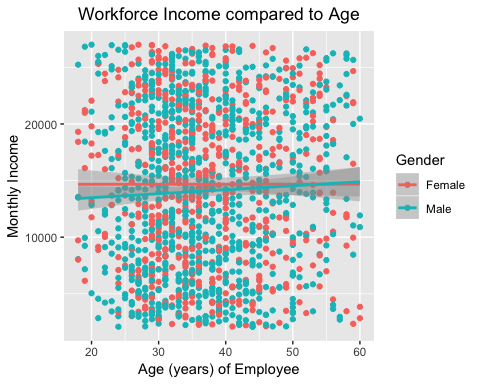 Workforce Income compared to Age
Monthly Income
20000
10000
20
30
40
50
60
Age (years) of Employee
Gender
Female
Male